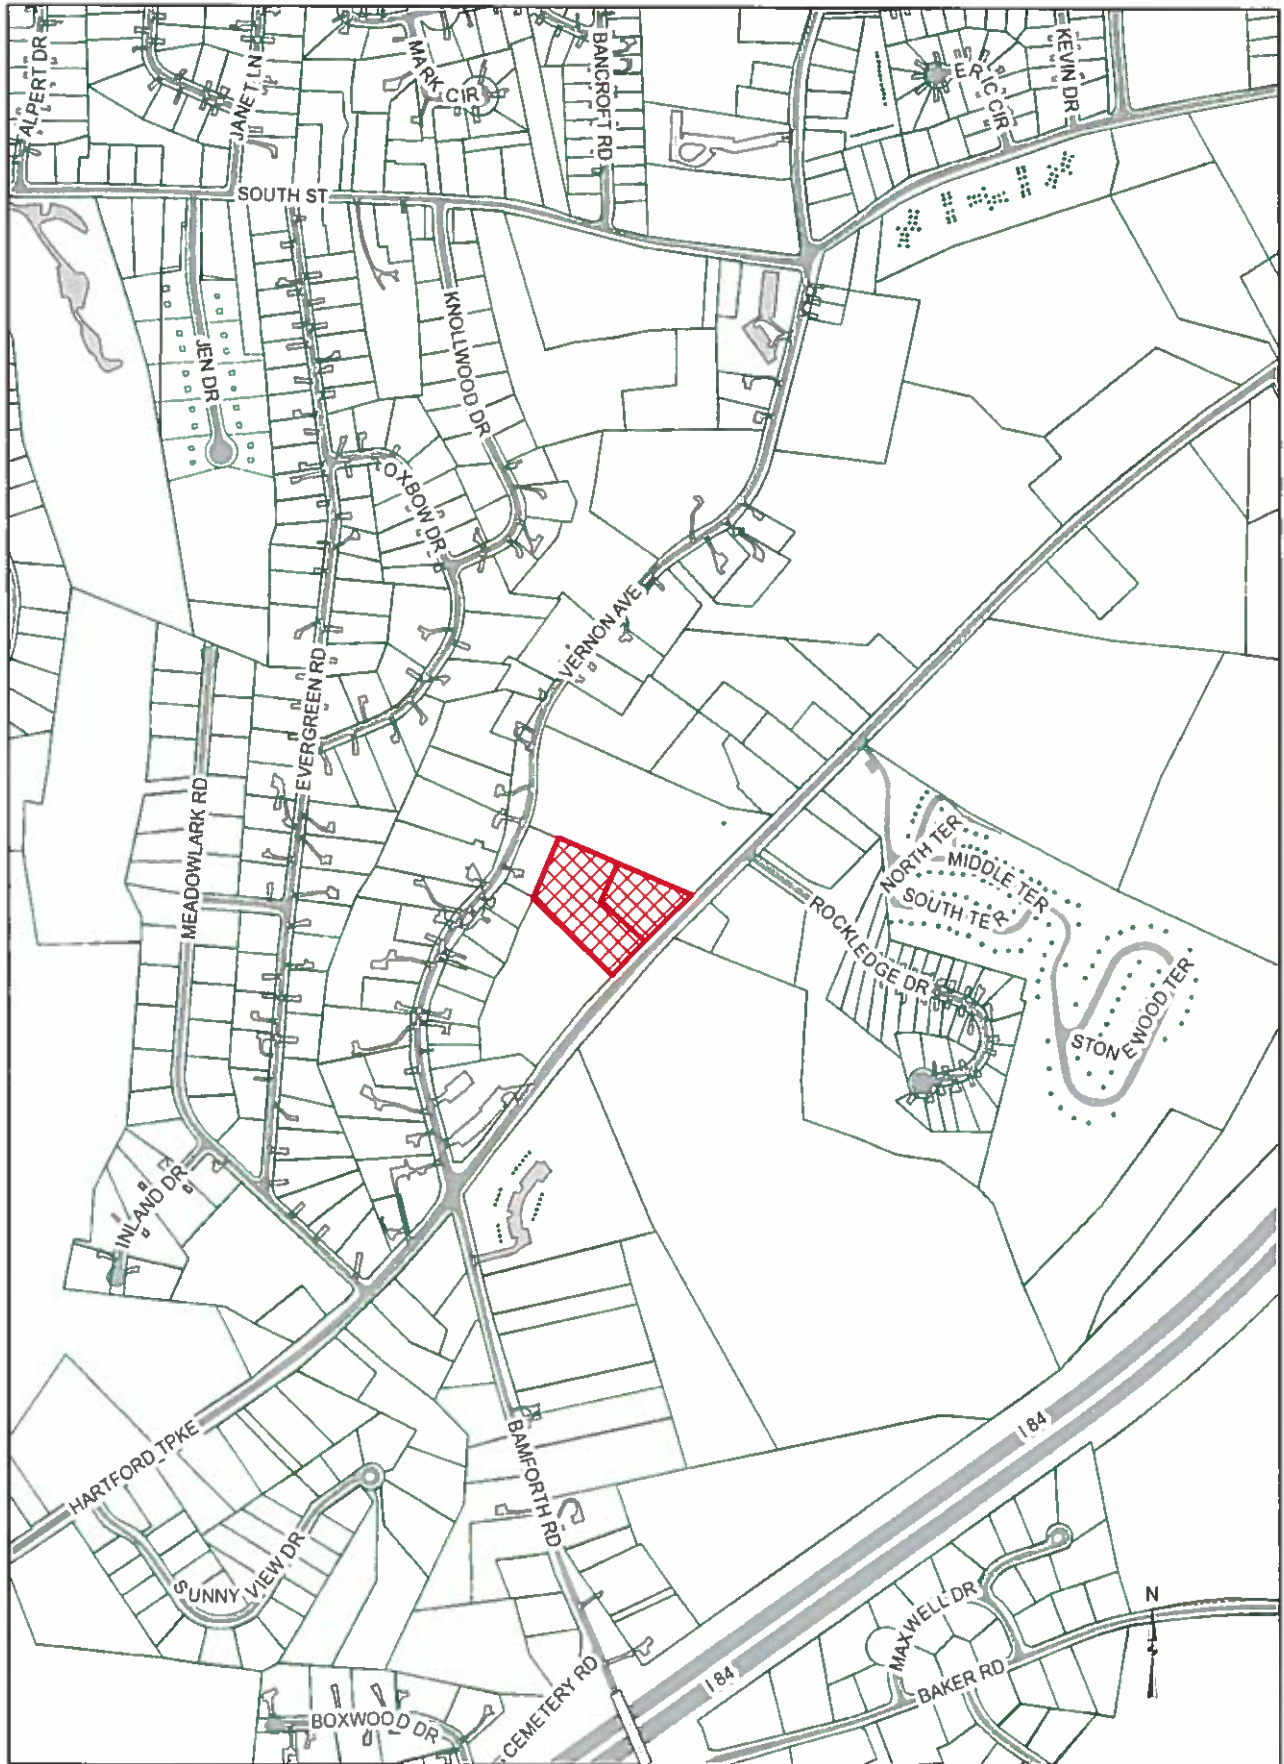 ALPERT DR
JANET LN
MARK CIR
BANCROFT RD
ERIC CIR
KEVIN DR
SOUTH ST
JEN DR
KNOLLWOOD DR
OXBOW DR
VERNON AVE
EVERGREEN RD
MEADOWLARK RD
NORTH TER
MIDDLE TER
SOUTH TER
ROCKLEDGE DR
STONEWOOD TER
INLAND DR
HARTFORD TPKE
BAMFORTH RD
I 84
SUNNY VIEW DR
MAXWELL DR
N
BAKER RD
I 84
CEMETERY RD
BOXWOOD DR